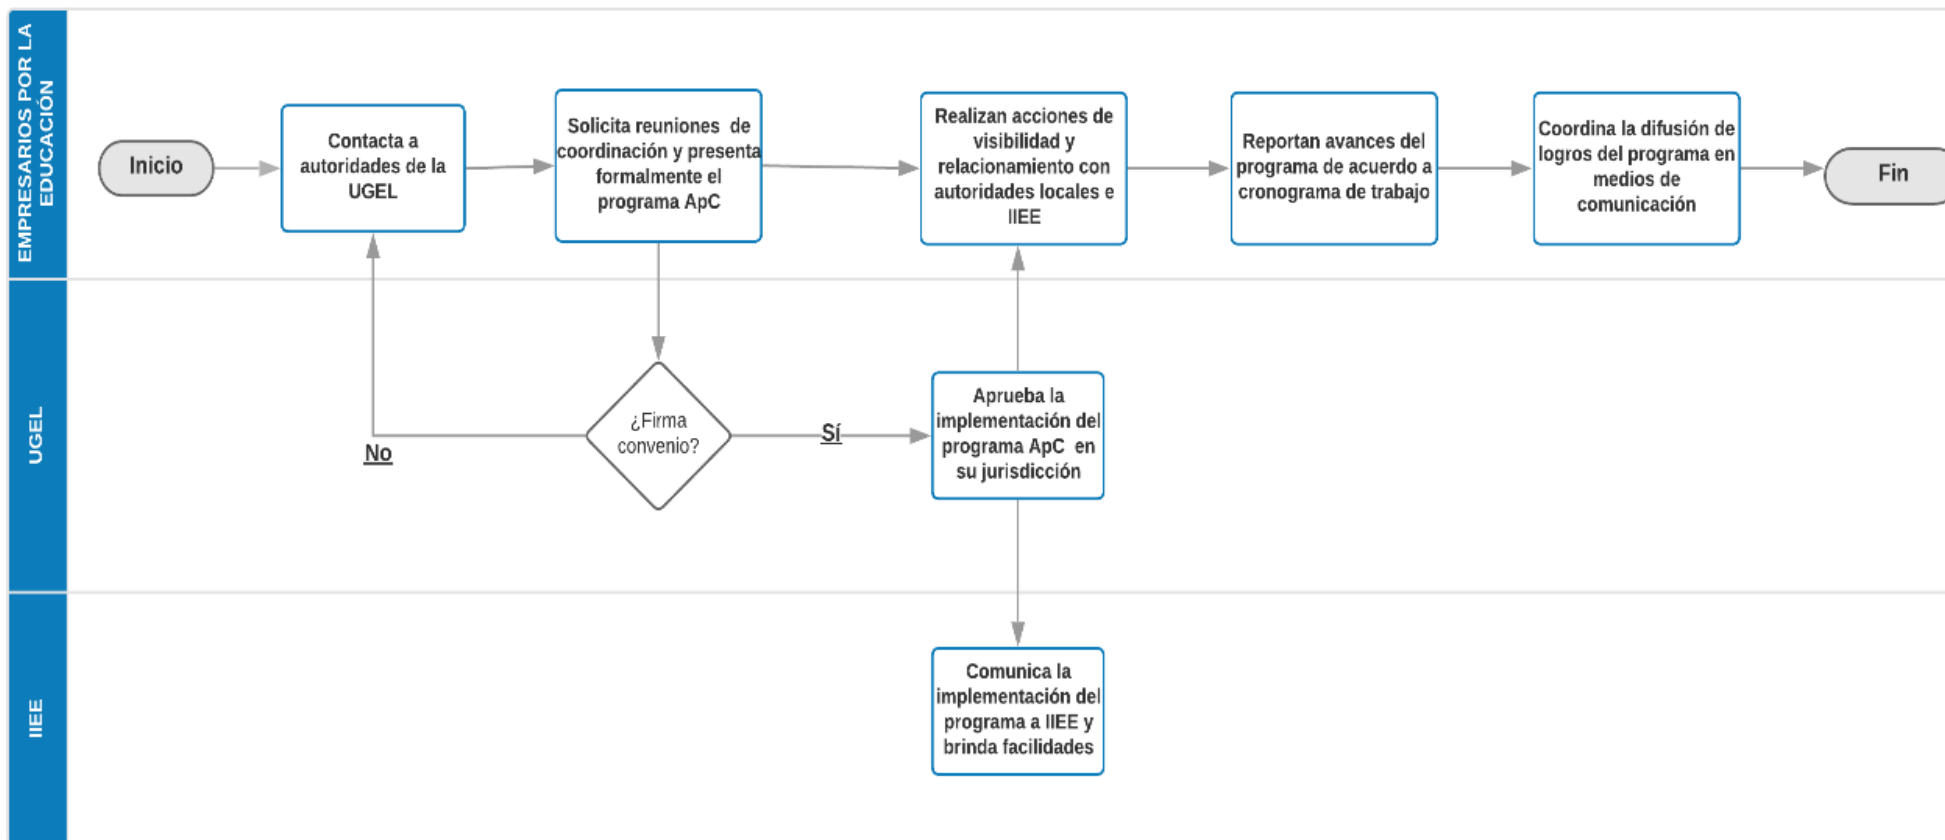 EMPRESARIOS POR LA
EDUCACIÓN
Inicio
Contacta a
autoridades de la
UGEL
Solicita reuniones de
coordinación y presenta
formalmente el
programa ApC
Realizan acciones de
visibilidad y
relacionamiento con
autoridades locales e
IIEE
Reportan avances del
programa de acuerdo a
cronograma de trabajo
Coordina la difusión de
logros del programa en
medios de
comunicación
Fin
UGEL
No
¿Firma
convenio?
Sí
Aprueba la
implementación del
programa ApC en
su jurisdicción
IIEE
Comunica la
implementación del
programa a IIEE y
brinda facilidades